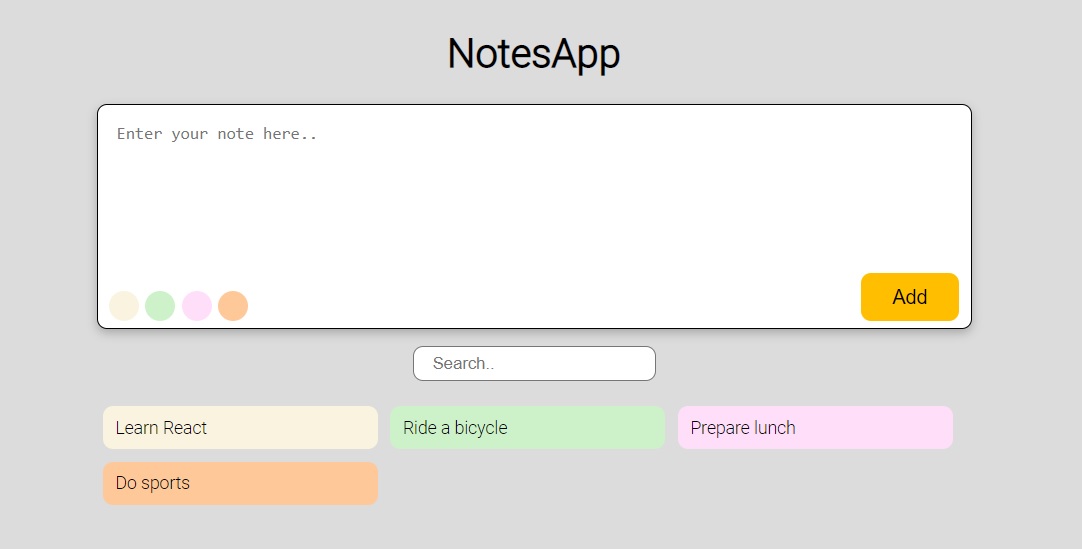 NotesApp
Enter your note here..
Add
Search..
Learn React
Ride a bicycle
Prepare lunch
Do sports